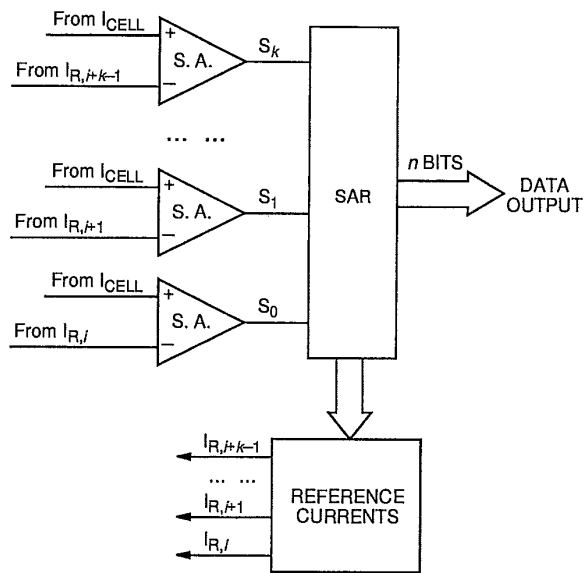 From I_CELL
+
S. A.
S_k
From I_R,i+k–1
–
... ...
From I_CELL
+
S. A.
S_1
From I_R,i+1
–
From I_CELL
+
S. A.
S_0
From I_R,i
–
SAR
n BITS
DATA
OUTPUT
I_R,i+k–1
... ...
I_R,i+1
I_R,i
REFERENCE
CURRENTS